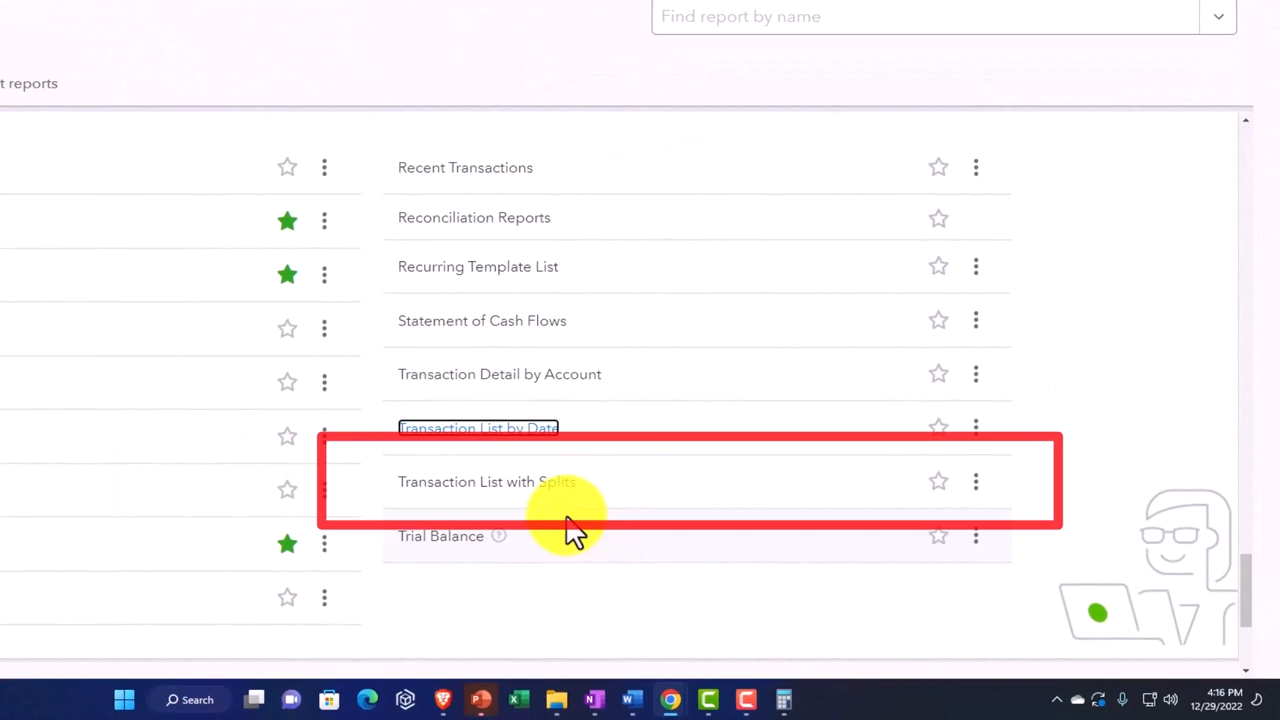 Find report by name
t reports
Recent Transactions
Reconciliation Reports
Recurring Template List
Statement of Cash Flows
Transaction Detail by Account
Transaction List by Date
Transaction List with Splits
Trial Balance ?
Search
4:16 PM
12/29/2022